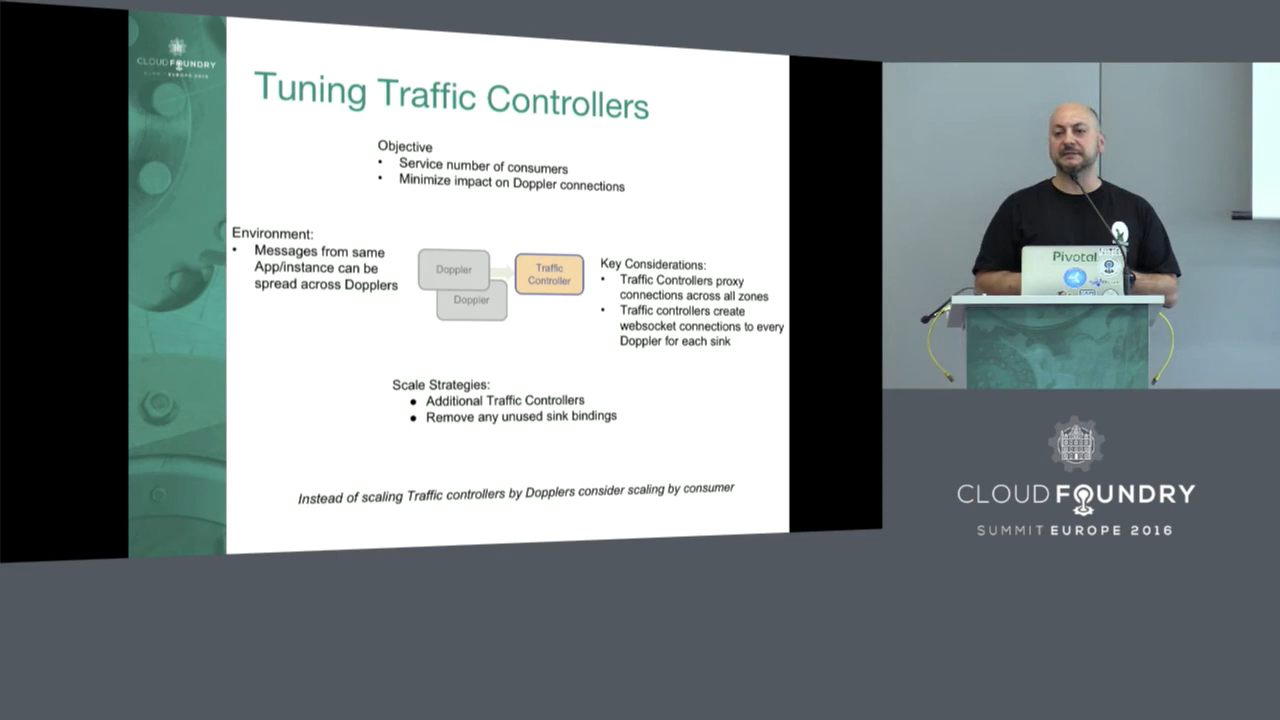 CLOUD FOUNDRY
SUMMIT EUROPE 2016
Tuning Traffic Controllers
Objective
• Service number of consumers
• Minimize impact on Doppler connections
Environment:
• Messages from same
App/instance can be
spread across Dopplers
Doppler
Doppler
Traffic
Controller
Key Considerations:
• Traffic Controllers proxy
connections across all zones
• Traffic controllers create
websocket connections to every
Doppler for each sink
Scale Strategies:
● Additional Traffic Controllers
● Remove any unused sink bindings
Instead of scaling Traffic controllers by Dopplers consider scaling by consumer
Pivotal
CLOUD FOUNDRY
SUMMIT EUROPE 2016